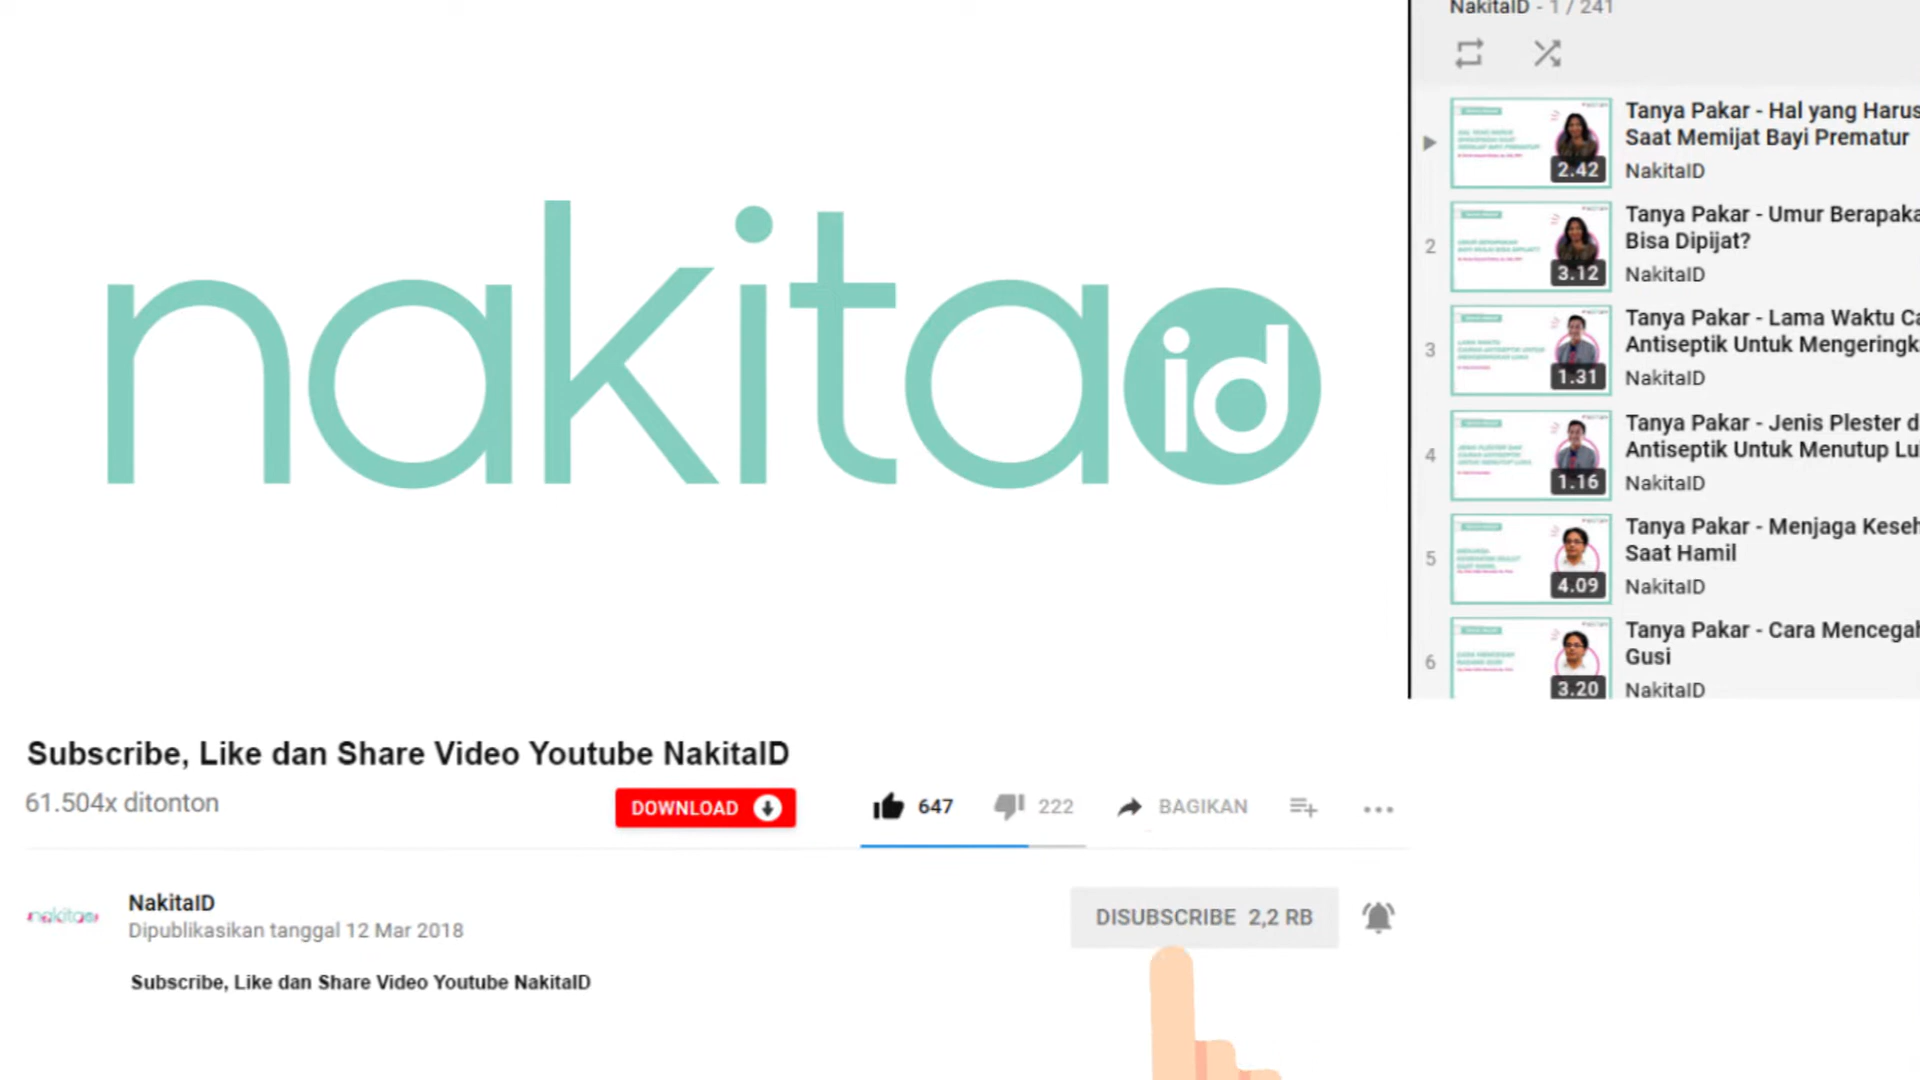 nakita id
NakitaID - 1 / 241
Tanya Pakar - Hal yang Harus
Saat Memijat Bayi Prematur
2.42
NakitaID
2
Tanya Pakar - Umur Berapaka
Bisa Dipijat?
3.12
NakitaID
3
Tanya Pakar - Lama Waktu Ca
Antiseptik Untuk Mengeringk
1.31
NakitaID
4
Tanya Pakar - Jenis Plester d
Antiseptik Untuk Menutup Lu
1.16
NakitaID
5
Tanya Pakar - Menjaga Keseh
Saat Hamil
4.09
NakitaID
6
Tanya Pakar - Cara Mencegah
Gusi
3.20
NakitaID
Subscribe, Like dan Share Video Youtube NakitaID
61.504x ditonton
DOWNLOAD
647
222
BAGIKAN
nakitaid
NakitaID
Dipublikasikan tanggal 12 Mar 2018
DISUBSCRIBE 2,2 RB
Subscribe, Like dan Share Video Youtube NakitaID